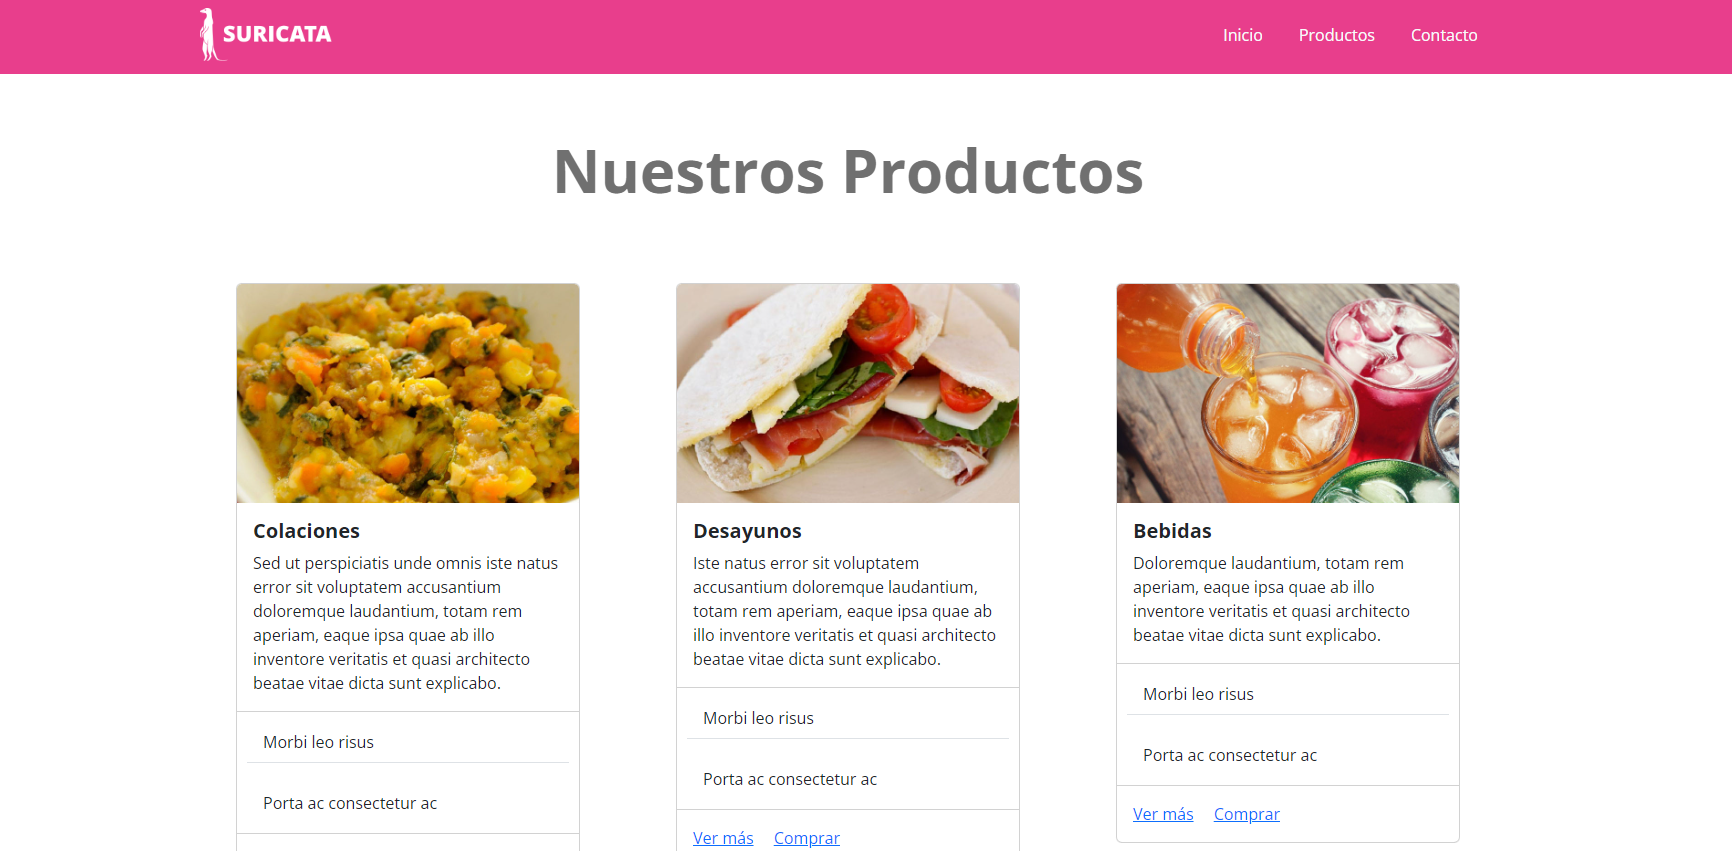 SURICATA
Inicio Productos Contacto
Nuestros Productos
Colaciones
Sed ut perspiciatis unde omnis iste natus
error sit voluptatem accusantium
doloremque laudantium, totam rem
aperiam, eaque ipsa quae ab illo
inventore veritatis et quasi architecto
beatae vitae dicta sunt explicabo.
Morbi leo risus
Porta ac consectetur ac
Desayunos
Iste natus error sit voluptatem
accusantium doloremque laudantium,
totam rem aperiam, eaque ipsa quae ab
illo inventore veritatis et quasi architecto
beatae vitae dicta sunt explicabo.
Morbi leo risus
Porta ac consectetur ac
Ver más Comprar
Bebidas
Doloremque laudantium, totam rem
aperiam, eaque ipsa quae ab illo
inventore veritatis et quasi architecto
beatae vitae dicta sunt explicabo.
Morbi leo risus
Porta ac consectetur ac
Ver más Comprar